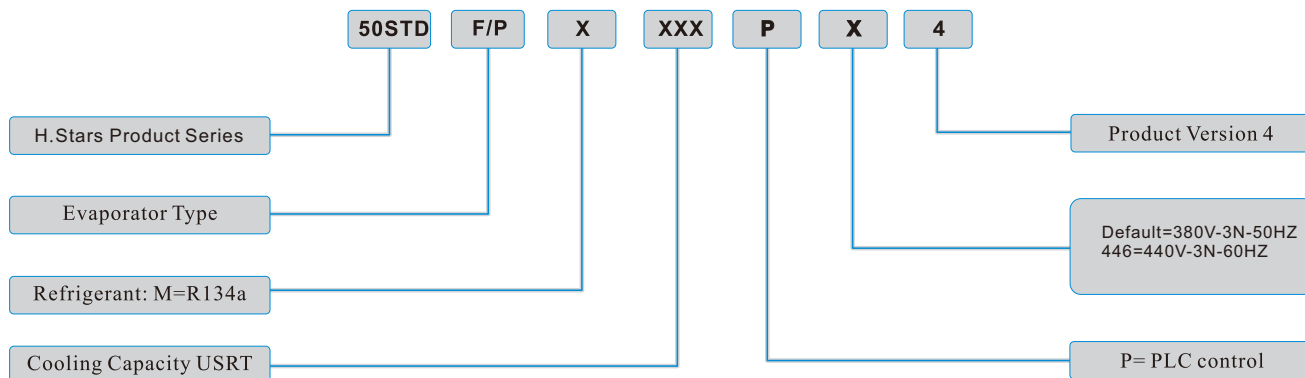 50STD F/P X XXX P X 4
H.Stars Product Series
Product Version 4
Evaporator Type
Default=380V-3N-50HZ
446=440V-3N-60HZ
Refrigerant: M=R134a
Cooling Capacity USRT
P= PLC control